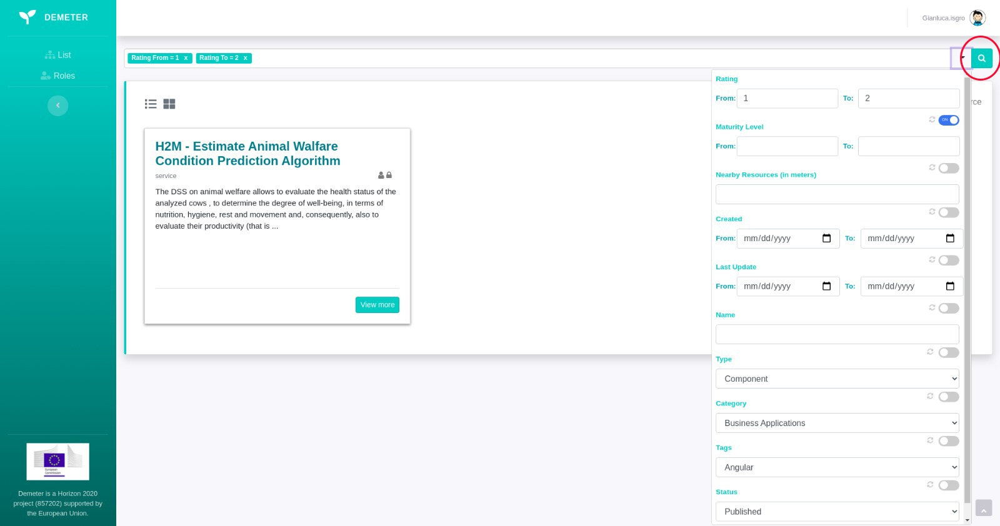 DEMETER
List
Roles
Demeter is a Horizon 2020
project (857202) supported by
the European Union.
European
Commission
Gianluca.isgro
Rating From = 1 x Rating To = 2 x
H2M - Estimate Animal Walfare
Condition Prediction Algorithm
service
The DSS on animal welfare allows to evaluate the health status of the
analyzed cows , to determine the degree of well-being, in terms of
nutrition, hygiene, rest and movement and, consequently, also to
evaluate their productivity (that is ...
View more
rce
Rating
From: 1 To: 2
ON
Maturity Level
From: To:
Nearby Resources (in meters)
Created
From: mm/dd/yyyy To: mm/dd/yyyy
Last Update
From: mm/dd/yyyy To: mm/dd/yyyy
Name
Type
Component
Category
Business Applications
Tags
Angular
Status
Published